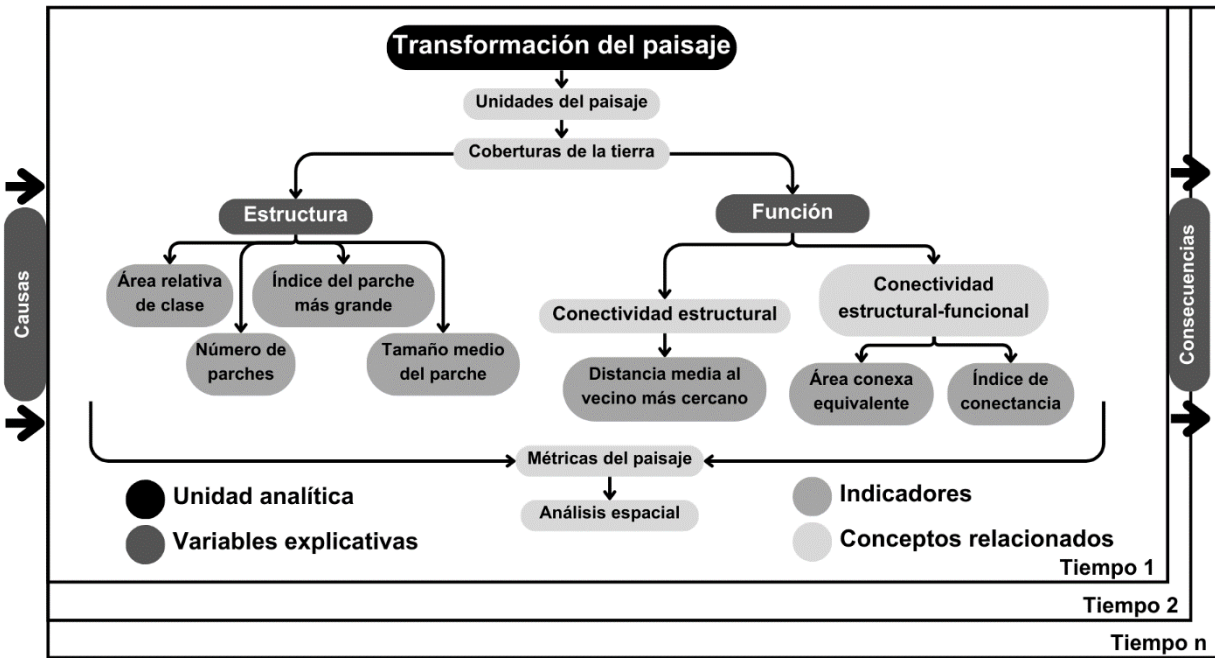 Transformación del paisaje
Unidades del paisaje
Coberturas de la tierra
Causas
Estructura
Área relativa
de clase
Índice del parche
más grande
Número de
parches
Tamaño medio
del parche
Función
Conectividad estructural
Distancia media al
vecino más cercano
Conectividad
estructural-funcional
Área conexa
equivalente
Índice de
conectancia
Consecuencias
Métricas del paisaje
Análisis espacial
Unidad analítica
Variables explicativas
Indicadores
Conceptos relacionados
Tiempo 1
Tiempo 2
Tiempo n